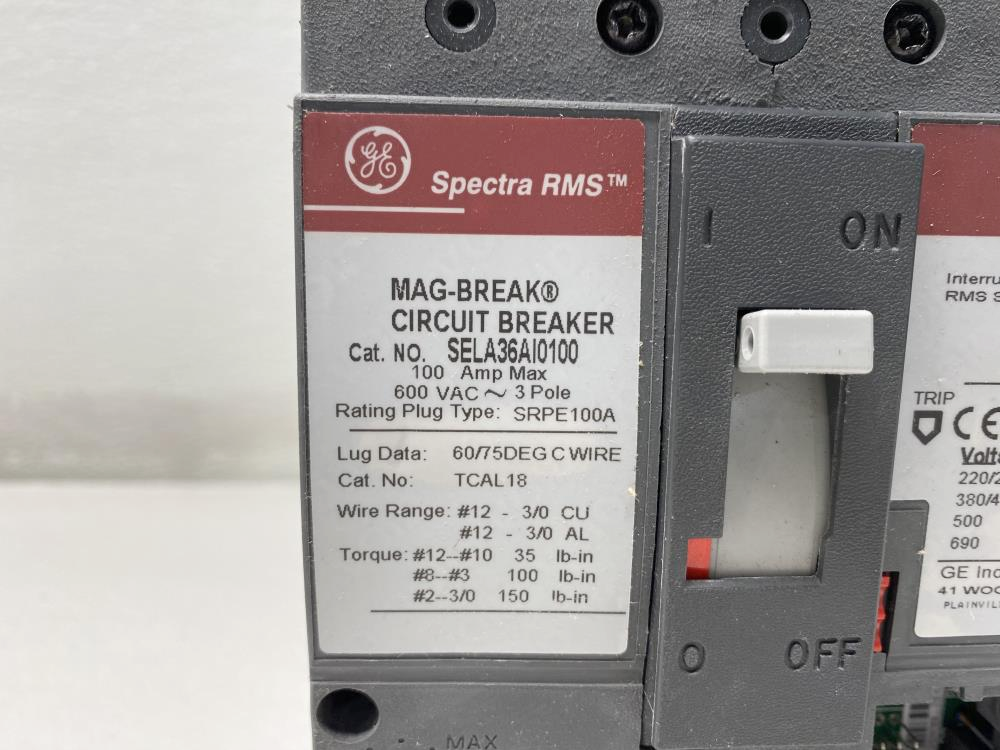 GE
Spectra RMS™
MAG-BREAK®
CIRCUIT BREAKER
Cat. NO. SELA36AI0100
100 Amp Max
600 VAC ~ 3 Pole
Rating Plug Type: SRPE100A
Lug Data: 60/75DEG C WIRE
Cat. No: TCAL18
Wire Range: #12 - 3/0 CU
#12 - 3/0 AL
Torque: #12--#10 35 lb-in
#8--#3 100 lb-in
#2--3/0 150 lb-in
MAX
I ON
O OFF
RMS
TRIP
CE
500
690
GE
41